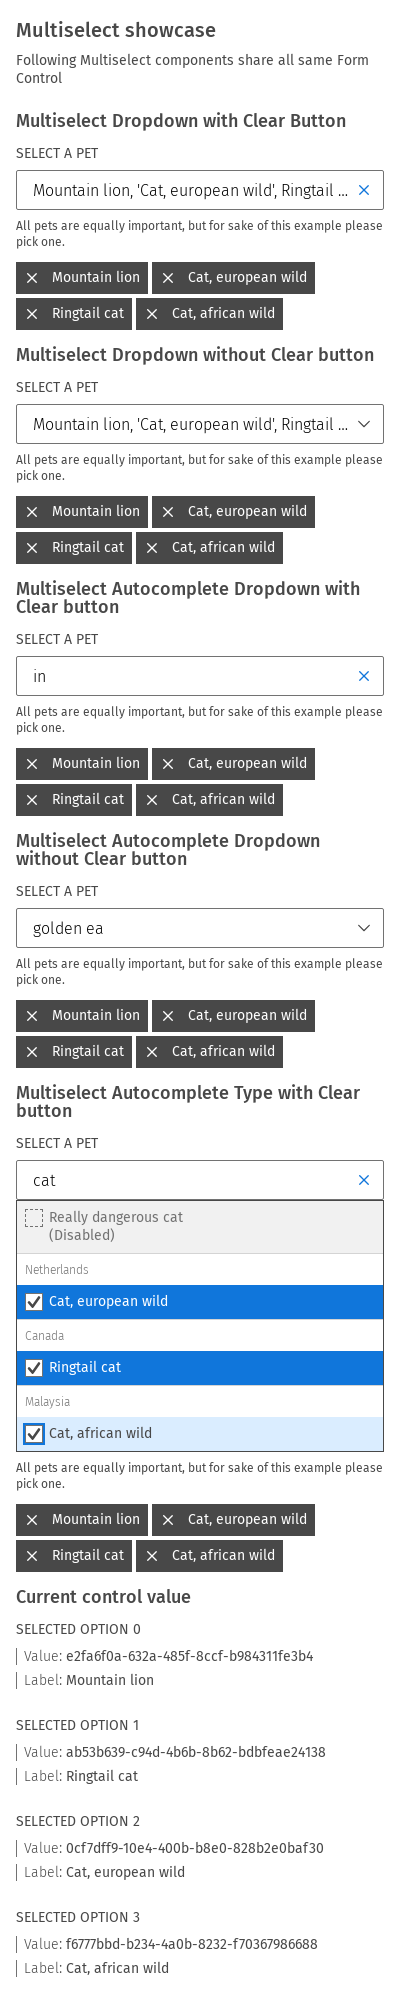 Multiselect showcase
Following Multiselect components share all same Form
Control
Multiselect Dropdown with Clear Button
SELECT A PET
Mountain lion, 'Cat, european wild', Ringtail ...
All pets are equally important, but for sake of this example please
pick one.
Mountain lion Cat, european wild
Ringtail cat Cat, african wild
Multiselect Dropdown without Clear button
SELECT A PET
Mountain lion, 'Cat, european wild', Ringtail ...
All pets are equally important, but for sake of this example please
pick one.
Mountain lion Cat, european wild
Ringtail cat Cat, african wild
Multiselect Autocomplete Dropdown with
Clear button
SELECT A PET
in
All pets are equally important, but for sake of this example please
pick one.
Mountain lion Cat, european wild
Ringtail cat Cat, african wild
Multiselect Autocomplete Dropdown
without Clear button
SELECT A PET
golden ea
All pets are equally important, but for sake of this example please
pick one.
Mountain lion Cat, european wild
Ringtail cat Cat, african wild
Multiselect Autocomplete Type with Clear
button
SELECT A PET
cat
Really dangerous cat
(Disabled)
Netherlands
Cat, european wild
Canada
Ringtail cat
Malaysia
Cat, african wild
All pets are equally important, but for sake of this example please
pick one.
Mountain lion Cat, european wild
Ringtail cat Cat, african wild
Current control value
SELECTED OPTION 0
Value: e2fa6f0a-632a-485f-8ccf-b984311fe3b4
Label: Mountain lion
SELECTED OPTION 1
Value: ab53b639-c94d-4b6b-8b62-bdbfeae24138
Label: Ringtail cat
SELECTED OPTION 2
Value: 0cf7dff9-10e4-400b-b8e0-828b2e0baf30
Label: Cat, european wild
SELECTED OPTION 3
Value: f6777bbd-b234-4a0b-8232-f70367986688
Label: Cat, african wild